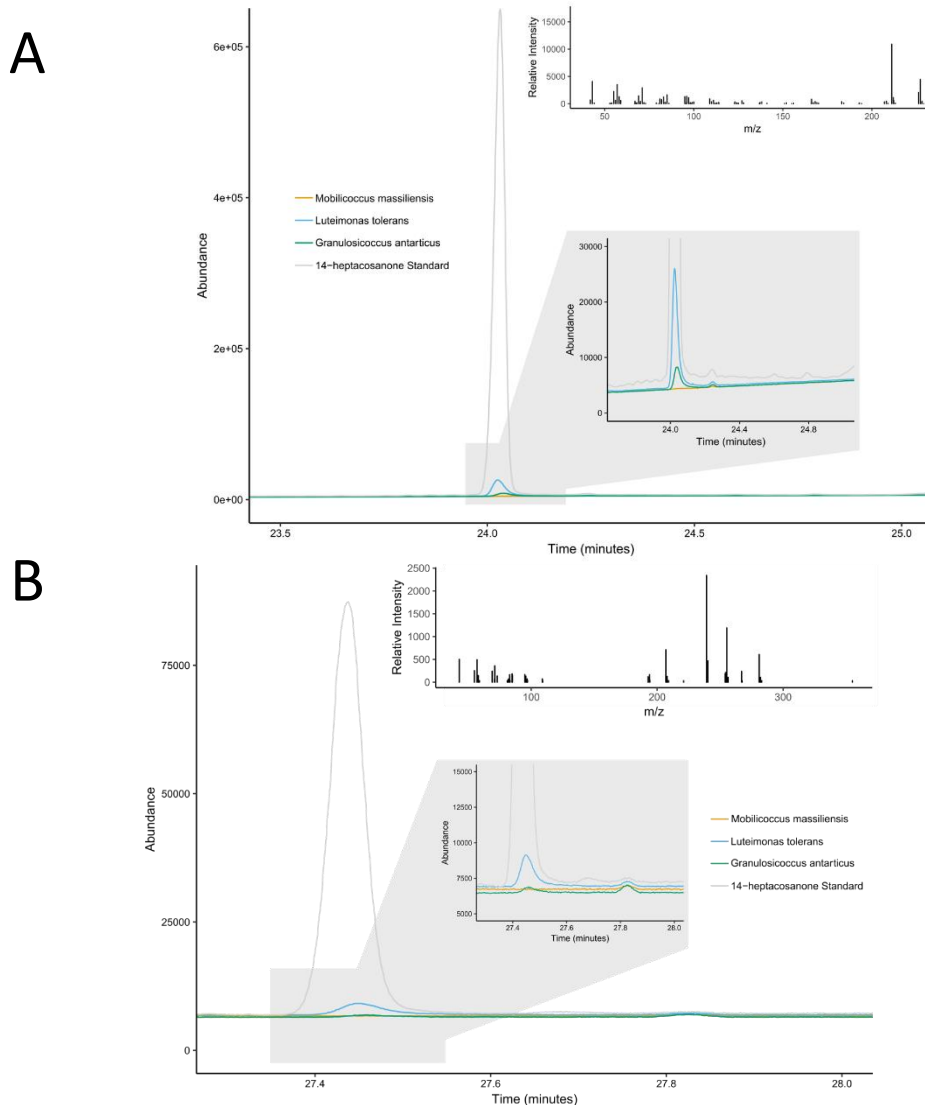 A
6e+05
4e+05
2e+05
0e+00
Abundance
23.5 24.0 24.5 25.0
Time (minutes)
Mobilicoccus massiliensis
Luteimonas tolerans
Granulosicoccus antarticus
14-heptacosanone Standard
15000
10000
5000
0
Relative Intensity
50 100 150 200
m/z
30000
20000
10000
0
Abundance
24.0 24.4 24.8
Time (minutes)
B
75000
50000
25000
0
Abundance
27.4 27.6 27.8 28.0
Time (minutes)
2500
2000
1500
1000
500
0
Relative Intensity
100 200 300
m/z
15000
12500
10000
7500
5000
Abundance
27.4 27.6 27.8 28.0
Time (minutes)
Mobilicoccus massiliensis
Luteimonas tolerans
Granulosicoccus antarticus
14-heptacosanone Standard